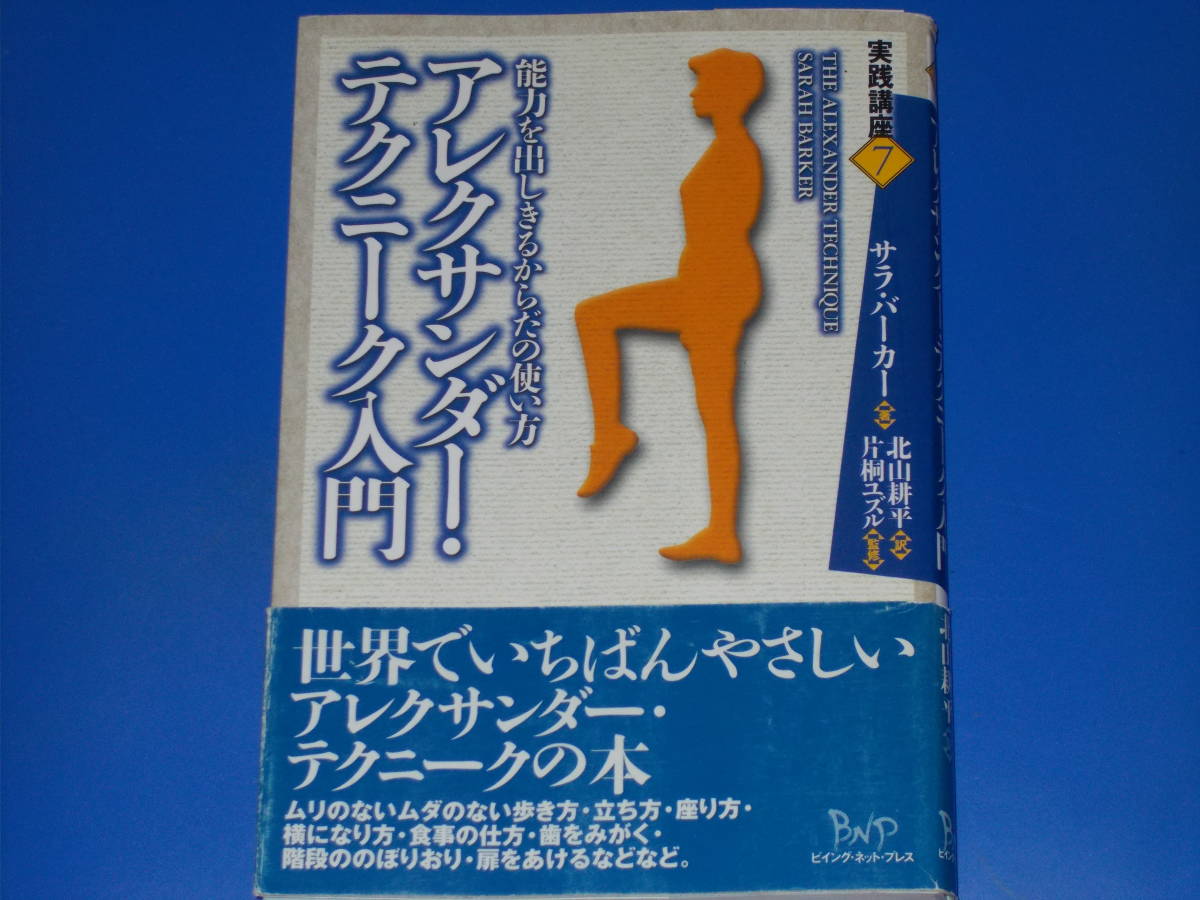 実践講座
7
THE ALEXANDER TECHNIQUE
SARAH BARKER
能力を出しきるからだの使い方
アレクサンダー・
テクニーク入門
サラ・バーカー【著】
北山耕平【訳】
片桐ユズル【監修】
世界でいちばんやさしい
アレクサンダー・
テクニークの本
ムリのないムダのない歩き方・立ち方・座り方・
横になり方・食事の仕方・歯をみがく・
階段ののぼりおり・扉をあけるなどなど。
BNP
ビイング・ネット・プレス